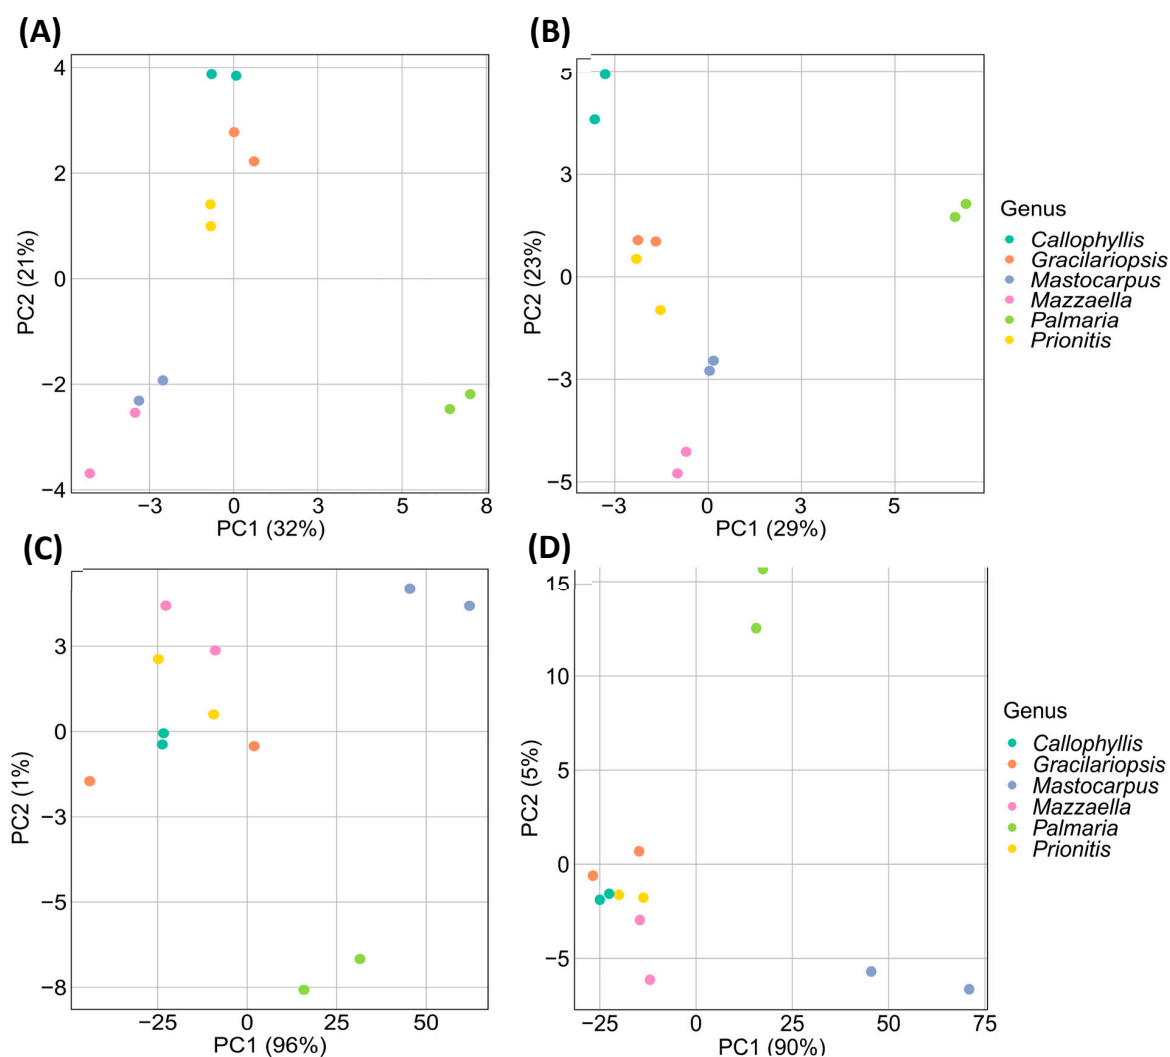 (A)
4
2
0
−2
−4
PC2 (21%)
−3
0
3
5
8
PC1 (32%)
(B)
5
3
0
−3
−5
PC2 (23%)
−3
0
3
5
PC1 (29%)
Genus
Callophyllis
Gracilariopsis
Mastocarpus
Mazzaella
Palmaria
Prionitis
(C)
3
0
−3
−5
−8
PC2 (1%)
−25
0
25
50
PC1 (96%)
(D)
15
10
5
0
−5
PC2 (5%)
−25
0
25
50
75
PC1 (90%)
Genus
Callophyllis
Gracilariopsis
Mastocarpus
Mazzaella
Palmaria
Prionitis